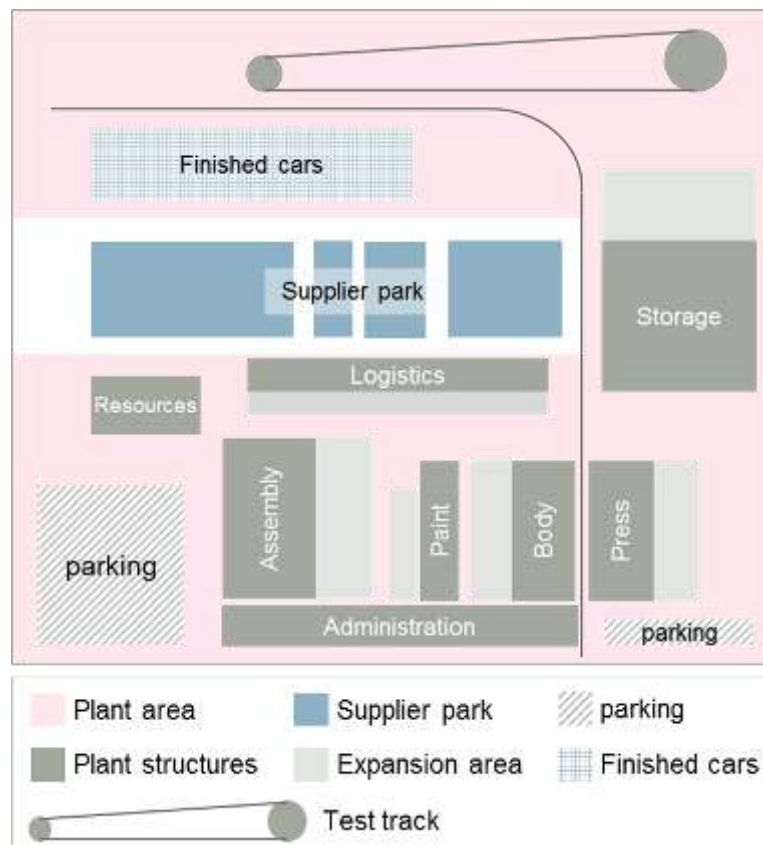 Finished cars
Supplier park
Storage
Logistics
Resources
Assembly
Paint
Body
Press
parking
Administration
parking
Plant area
Supplier park
parking
Plant structures
Expansion area
Finished cars
Test track